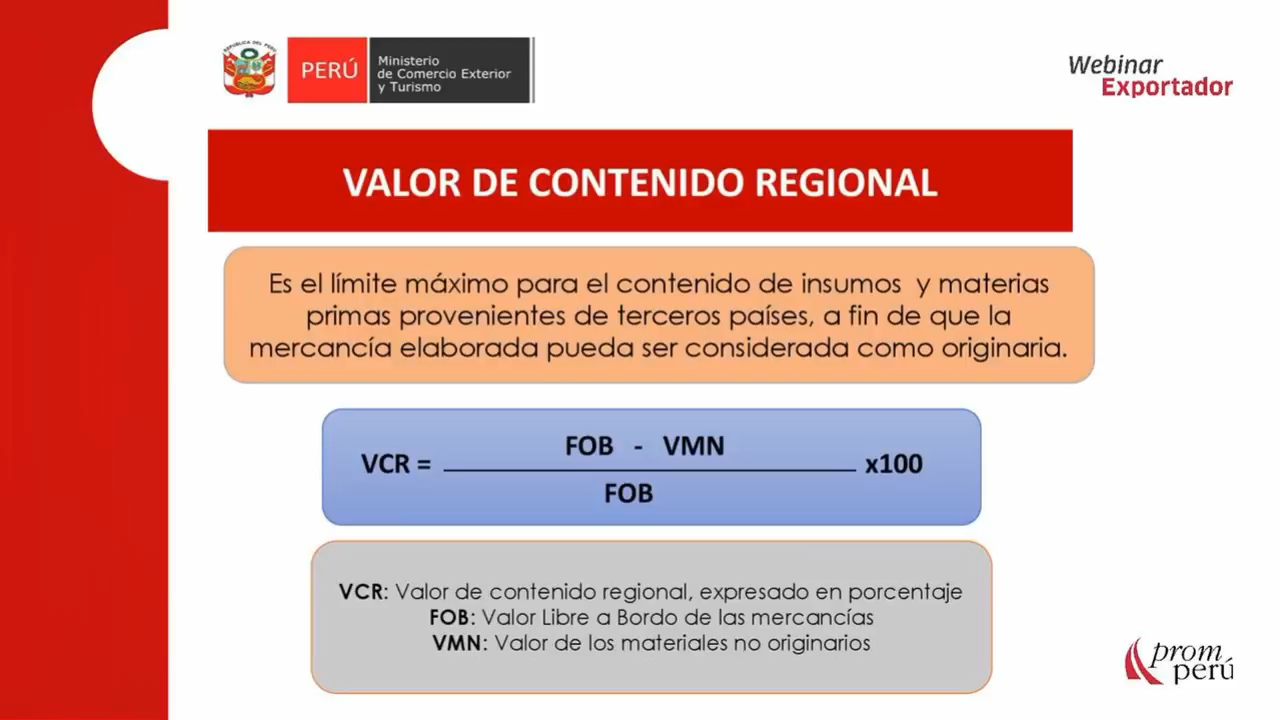 REPUBLICA DEL PERU
PERÚ
Ministerio
de Comercio Exterior
y Turismo
Webinar
Exportador
VALOR DE CONTENIDO REGIONAL
Es el límite máximo para el contenido de insumos y materias
primas provenientes de terceros países, a fin de que la
mercancía elaborada pueda ser considerada como originaria.
FOB - VMN
VCR = x100
FOB
VCR: Valor de contenido regional, expresado en porcentaje
FOB: Valor Libre a Bordo de las mercancías
VMN: Valor de los materiales no originarios
prom
perú